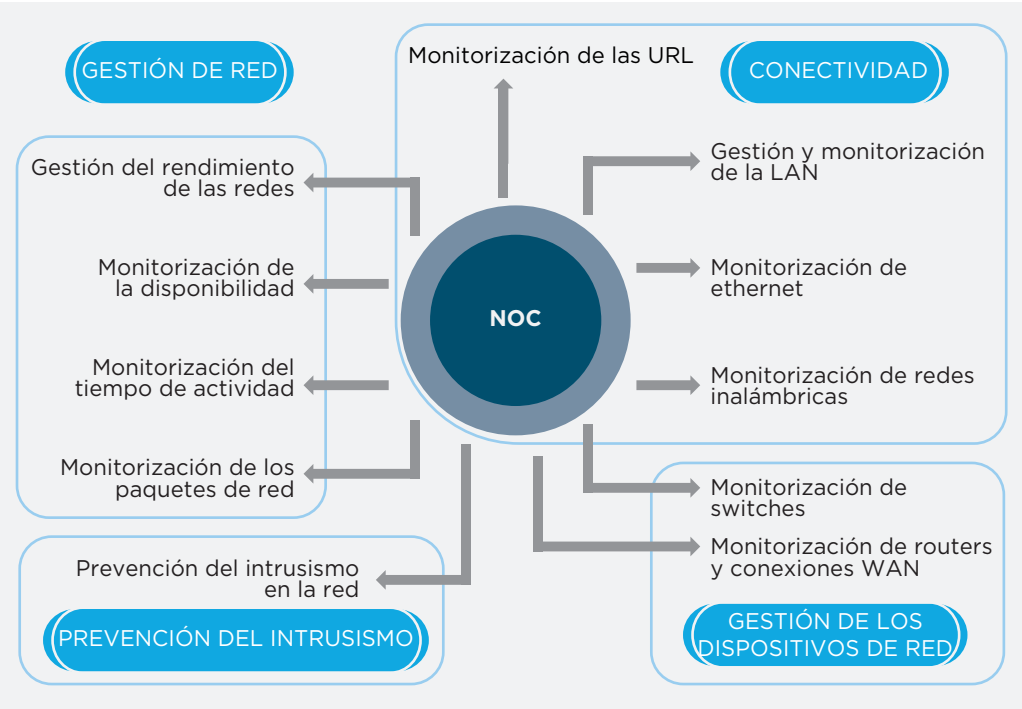 GESTIÓN DE RED
Gestión del rendimiento
de las redes
Monitorización de
la disponibilidad
Monitorización del
tiempo de actividad
Monitorización de los
paquetes de red
Monitorización de las URL
CONECTIVIDAD
Gestión y monitorización
de la LAN
Monitorización de
ethernet
Monitorización de redes
inalámbricas
NOC
Prevención del intrusismo
en la red
PREVENCIÓN DEL INTRUSISMO
Monitorización de
switches
Monitorización de routers
y conexiones WAN
GESTIÓN DE LOS
DISPOSITIVOS DE RED